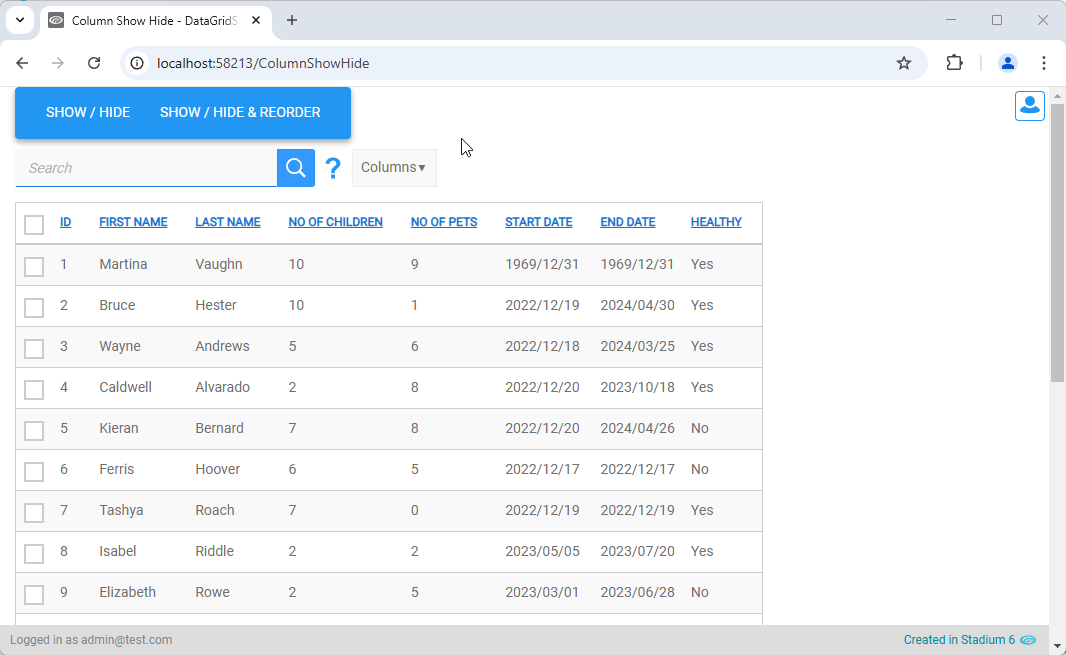 Column Show Hide - DataGridS
localhost:58213/ColumnShowHide
SHOW / HIDE SHOW / HIDE & REORDER
Search ? Columns▾
ID FIRST NAME LAST NAME NO OF CHILDREN NO OF PETS START DATE END DATE HEALTHY
1 Martina Vaughn 10 9 1969/12/31 1969/12/31 Yes
2 Bruce Hester 10 1 2022/12/19 2024/04/30 Yes
3 Wayne Andrews 5 6 2022/12/18 2024/03/25 Yes
4 Caldwell Alvarado 2 8 2022/12/20 2023/10/18 Yes
5 Kieran Bernard 7 8 2022/12/20 2024/04/26 No
6 Ferris Hoover 6 5 2022/12/17 2022/12/17 No
7 Tashya Roach 7 0 2022/12/19 2022/12/19 Yes
8 Isabel Riddle 2 2 2023/05/05 2023/07/20 Yes
9 Elizabeth Rowe 2 5 2023/03/01 2023/06/28 No
Logged in as admin@test.com Created in Stadium 6